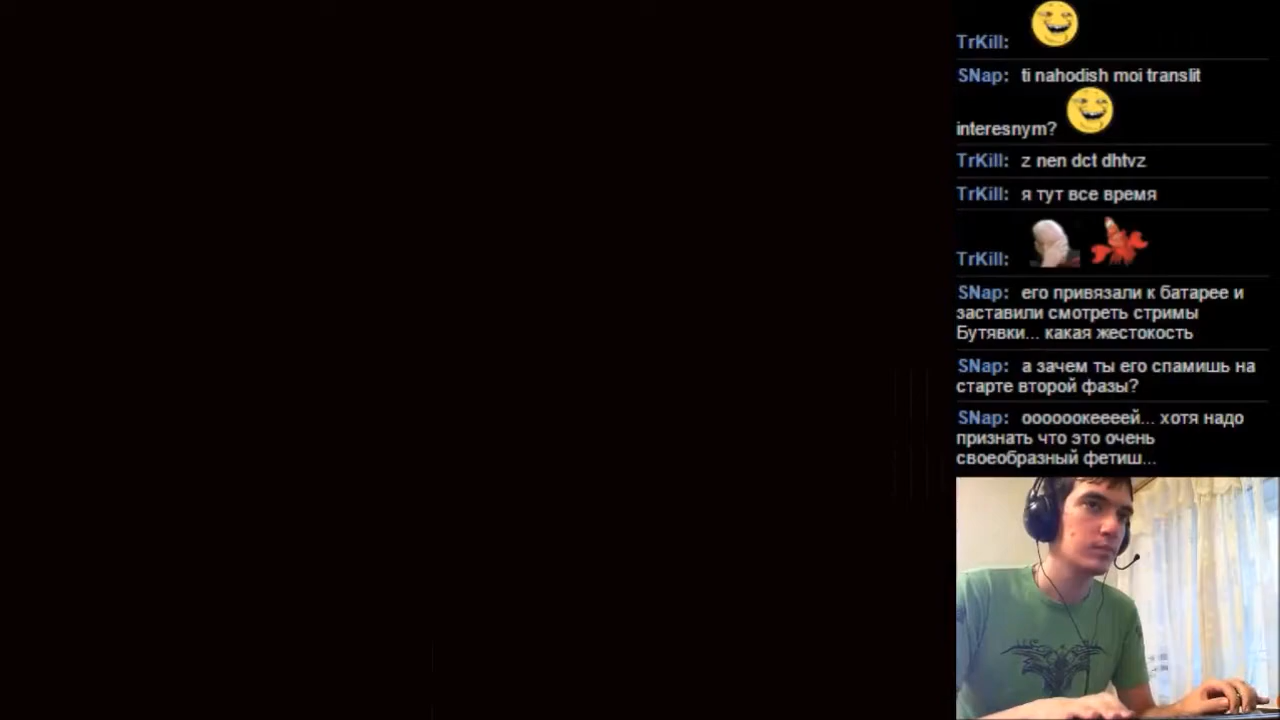 TrKill:
SNap: ti nahodish moi translit
interesnym?
TrKill: z nen dct dhtvz
TrKill: я тут все время
TrKill:
SNap: его привязали к батарее и
заставили смотреть стримы
Бутявки... какая жестокость
SNap: а зачем ты его спамишь на
старте второй фазы?
SNap: оооооокеееей... хотя надо
признать что это очень
своеобразный фетиш...